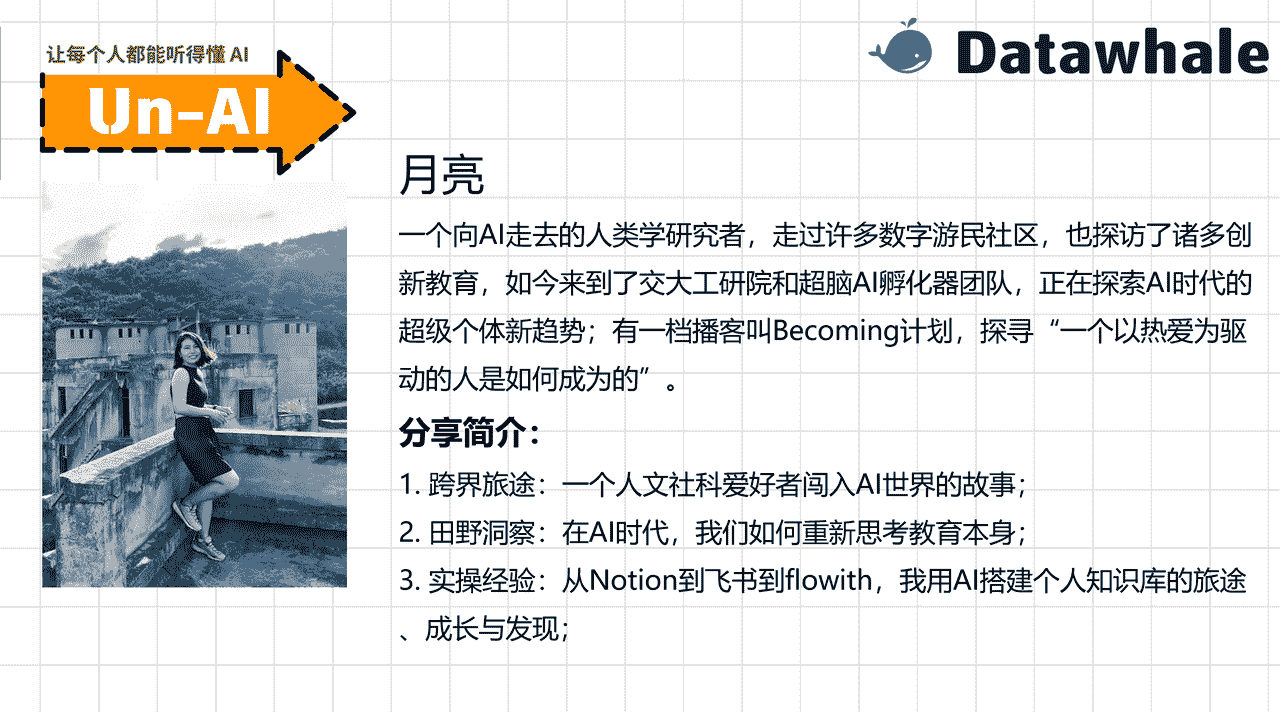 让每个人都能听得懂 AI
Un-AI
Datawhale
月亮
一个向AI走去的人类学研究者，走过许多数字游民社区，也探访了诸多创
新教育，如今来到了交大工研院和超脑AI孵化器团队，正在探索AI时代的
超级个体新趋势；有一档播客叫Becoming计划，探寻“一个以热爱为驱
动的人是如何成为的”。
分享简介：
1. 跨界旅途：一个人文社科爱好者闯入AI世界的故事；
2. 田野洞察：在AI时代，我们如何重新思考教育本身；
3. 实操经验：从Notion到飞书到flowith，我用AI搭建个人知识库的旅途
、成长与发现；